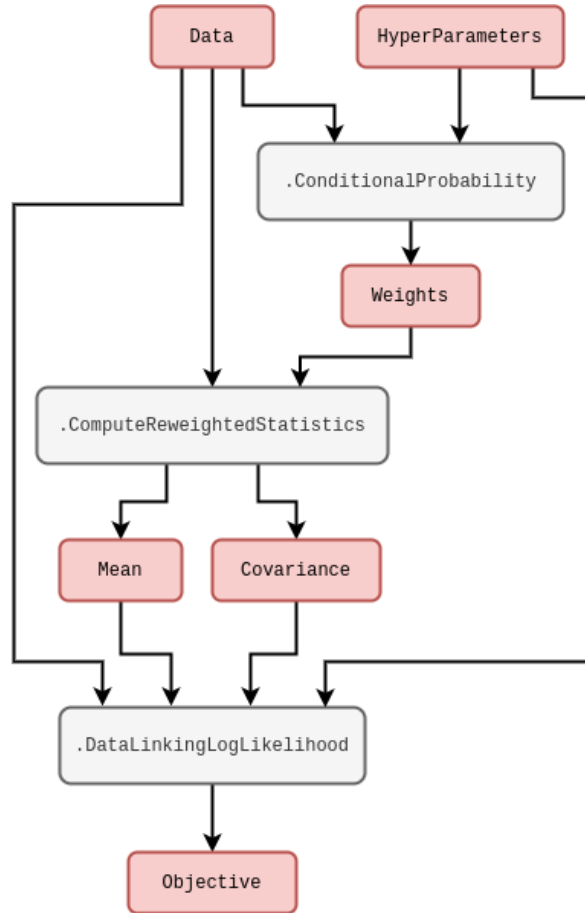 Data
HyperParameters
.ConditionalProbability
Weights
.ComputeReweightedStatistics
Mean
Covariance
.DataLinkingLogLikelihood
Objective